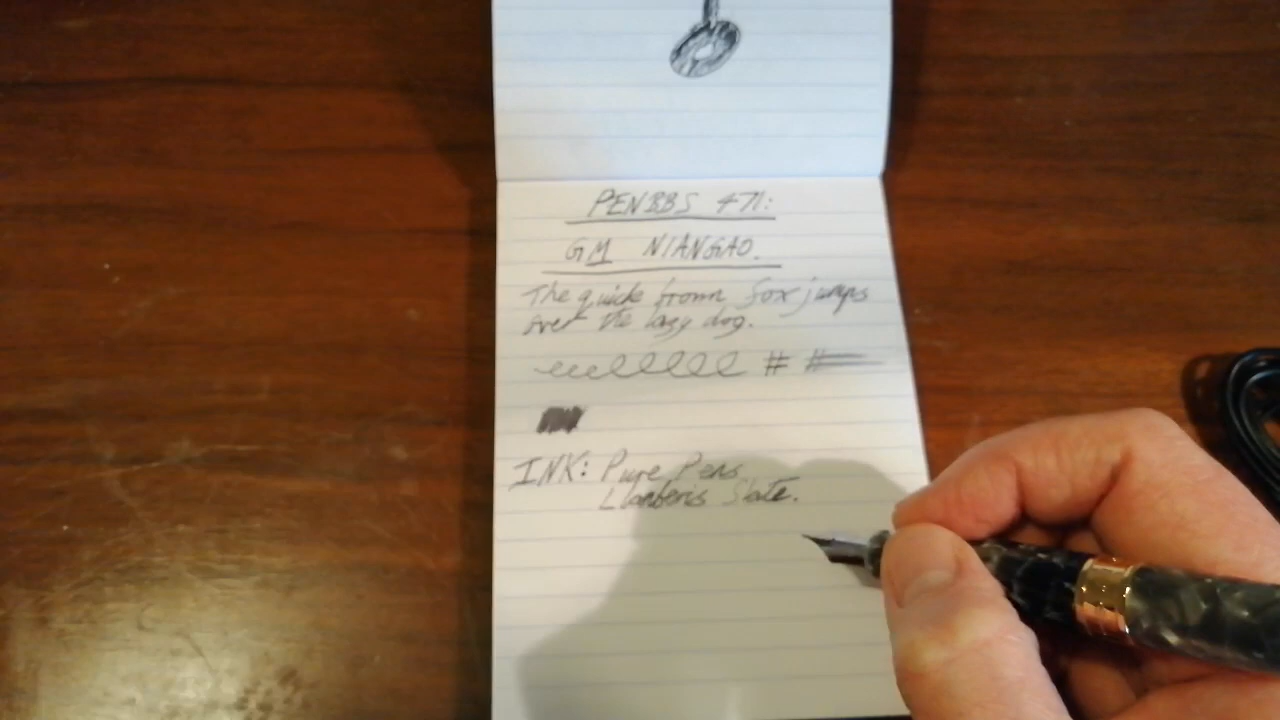 PENBBS 471:
GM NIANGAO.
The quick brown fox jumps
over the lazy dog.
# #
INK: Pure Pens
Llanberis Slate.